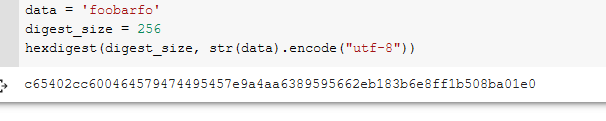 data = 'foobarfo'
digest_size = 256
hexdigest(digest_size, str(data).encode("utf-8"))
c65402cc600464579474495457e9a4aa6389595662eb183b6e8ff1b508ba01e0